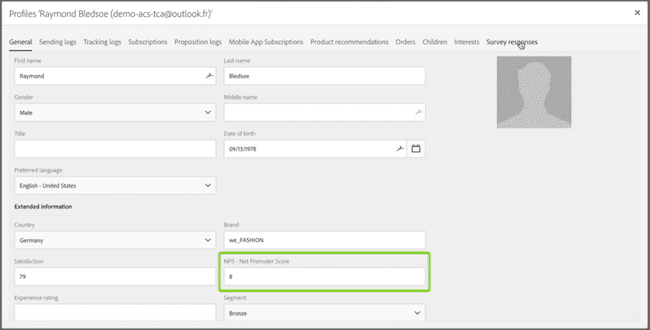 Profiles 'Raymond Bledsoe (demo-acs-tca@outlook.fr)'
General Sending logs Tracking logs Subscriptions Proposition logs Mobile App Subscriptions Product recommendations Orders Children Interests Survey responses
First name Last name
Raymond Bledsoe
Gender Middle name
Male
Title Date of birth
09/13/1978
Preferred language
English - United States
Extended information
Country Brand
Germany we_FASHION
Satisfaction NPS - Net Promoter Score
79 8
Experience rating Segment
Bronze